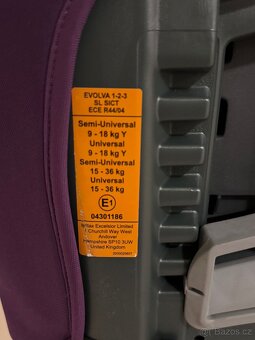 EVOLVA 1-2-3
SL SICT
ECE R44/04
Semi-Universal
9 - 18 kg Y
Universal
9 - 18 kg Y
Semi-Universal
15 - 36 kg
Universal
15 - 36 kg
E1
04301186
Britax Excelsior Limited
1 Churchill Way West
Andover
Hampshire SP10 3UW
United Kingdom
Bazos.cz